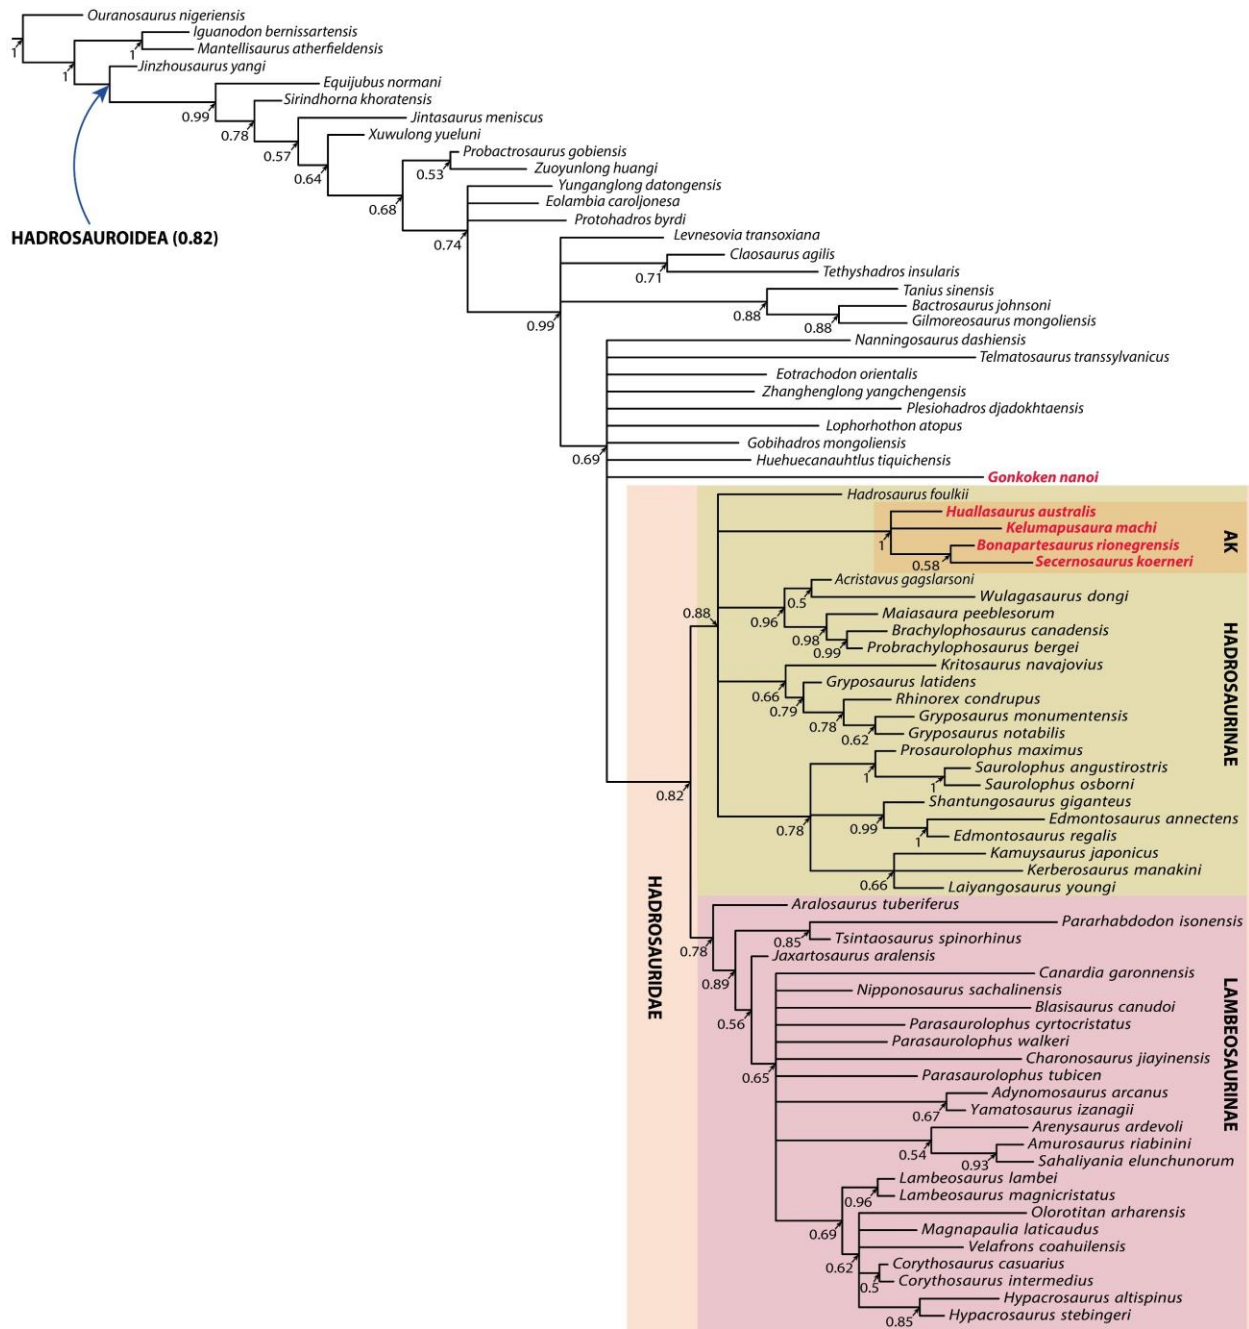 Ouranosaurus nigeriensis
Iguanodon bernissartensis
1
1
Mantellisaurus atherfieldensis
1
Jinzhousaurus yangi
Equijubus normani
0.99
Sirindhorna khoratensis
0.78
Jintasaurus meniscus
0.57
Xuwulong yueluni
0.64
Probactrosaurus gobiensis
0.53
Zuoyunlong huangi
0.68
Yunganglong datongensis
Eolambia caroljonesa
Protohadros byrdi
HADROSAUROIDEA (0.82)
0.74
Levnesovia transoxiana
Claosaurus agilis
0.71
Tethyshadros insularis
Tanius sinensis
0.88
Bactrosaurus johnsoni
0.99
0.88
Gilmoreosaurus mongoliensis
Nanningosaurus dashiensis
Telmatosaurus transsylvanicus
Eotrachodon orientalis
Zhanghenglong yangchengensis
Plesiohadros djadokhtaensis
Lophorhothon atopus
Gobihadros mongoliensis
0.69
Huehuecanauhtlus tiquichensis
Gonkoken nanoi
Hadrosaurus foulkii
Huallasaurus australis
Kelumapusaura machi
1
Bonapartesaurus rionegrensis
0.58
Secernosaurus koerneri
AK
Acristavus gagslarsoni
0.5
Wulagasaurus dongi
0.88
0.96
Maiasaura peeblesorum
0.98
Brachylophosaurus canadensis
0.99
Probrachylophosaurus bergei
Kritosaurus navajovius
0.66
Gryposaurus latidens
0.79
Rhinorex condrupus
0.78
Gryposaurus monumentensis
0.62
Gryposaurus notabilis
Prosaurolophus maximus
1
Saurolophus angustirostris
1
Saurolophus osborni
0.82
Shantungosaurus giganteus
0.78
0.99
Edmontosaurus annectens
1
Edmontosaurus regalis
Kamuysaurus japonicus
Kerberosaurus manakini
0.66
Laiyangosaurus youngi
HADROSAURINAE
HADROSAURIDAE
Aralosaurus tuberiferus
Pararhabdodon isonensis
0.85
Tsintaosaurus spinorhinus
0.78
Jaxartosaurus aralensis
0.89
Canardia garonnensis
Nipponosaurus sachalinensis
Blasisaurus canudoi
0.56
Parasaurolophus cyrtocristatus
Parasaurolophus walkeri
Charonosaurus jiayinensis
0.65
Parasaurolophus tubicen
Adynomosaurus arcanus
0.67
Yamatosaurus izanagii
Arenysaurus ardevoli
0.54
Amurosaurus riabinini
0.93
Sahaliyania elunchunorum
Lambeosaurus lambei
0.96
Lambeosaurus magnicristatus
Olorotitan arharensis
0.69
Magnapaulia laticaudus
Velafrons coahuilensis
0.62
Corythosaurus casuarius
0.5
Corythosaurus intermedius
Hypacrosaurus altispinus
0.85
Hypacrosaurus stebingeri
LAMBEOSAURINAE